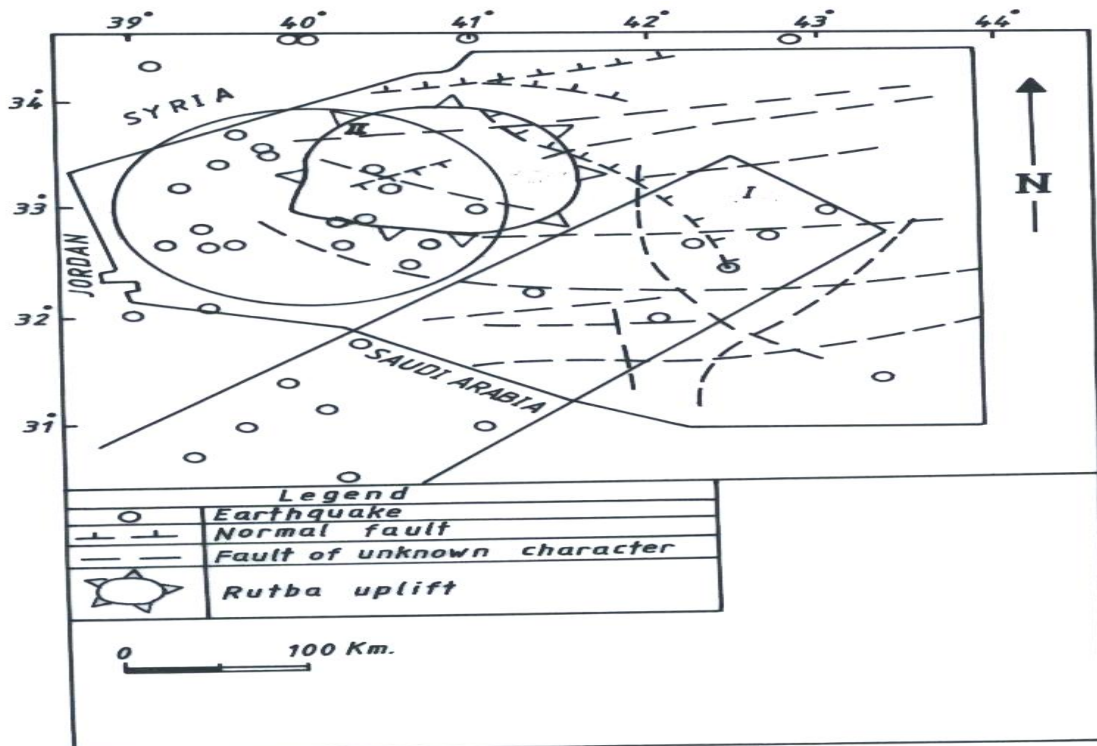 39° 40° 41° 42 43° 44°
34°
33°
32°
31°
SYRIA
JORDAN
SAUDI ARABIA
II
I
N
Legend
Earthquake
Normal fault
Fault of unknown character
Rutba uplift
0 100 Km.